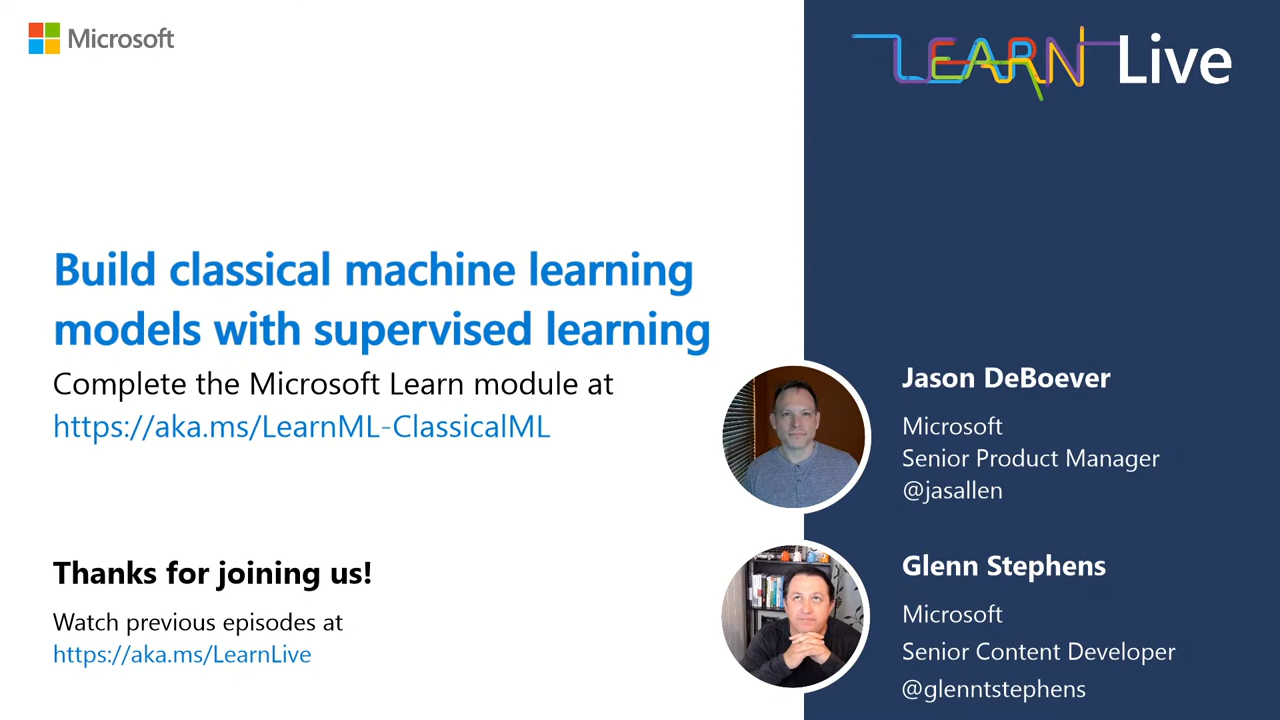 Microsoft
LEARN Live
Build classical machine learning
models with supervised learning
Complete the Microsoft Learn module at
https://aka.ms/LearnML-ClassicalML
Jason DeBoever
Microsoft
Senior Product Manager
@jasallen
Thanks for joining us!
Watch previous episodes at
https://aka.ms/LearnLive
Glenn Stephens
Microsoft
Senior Content Developer
@glenntstephens